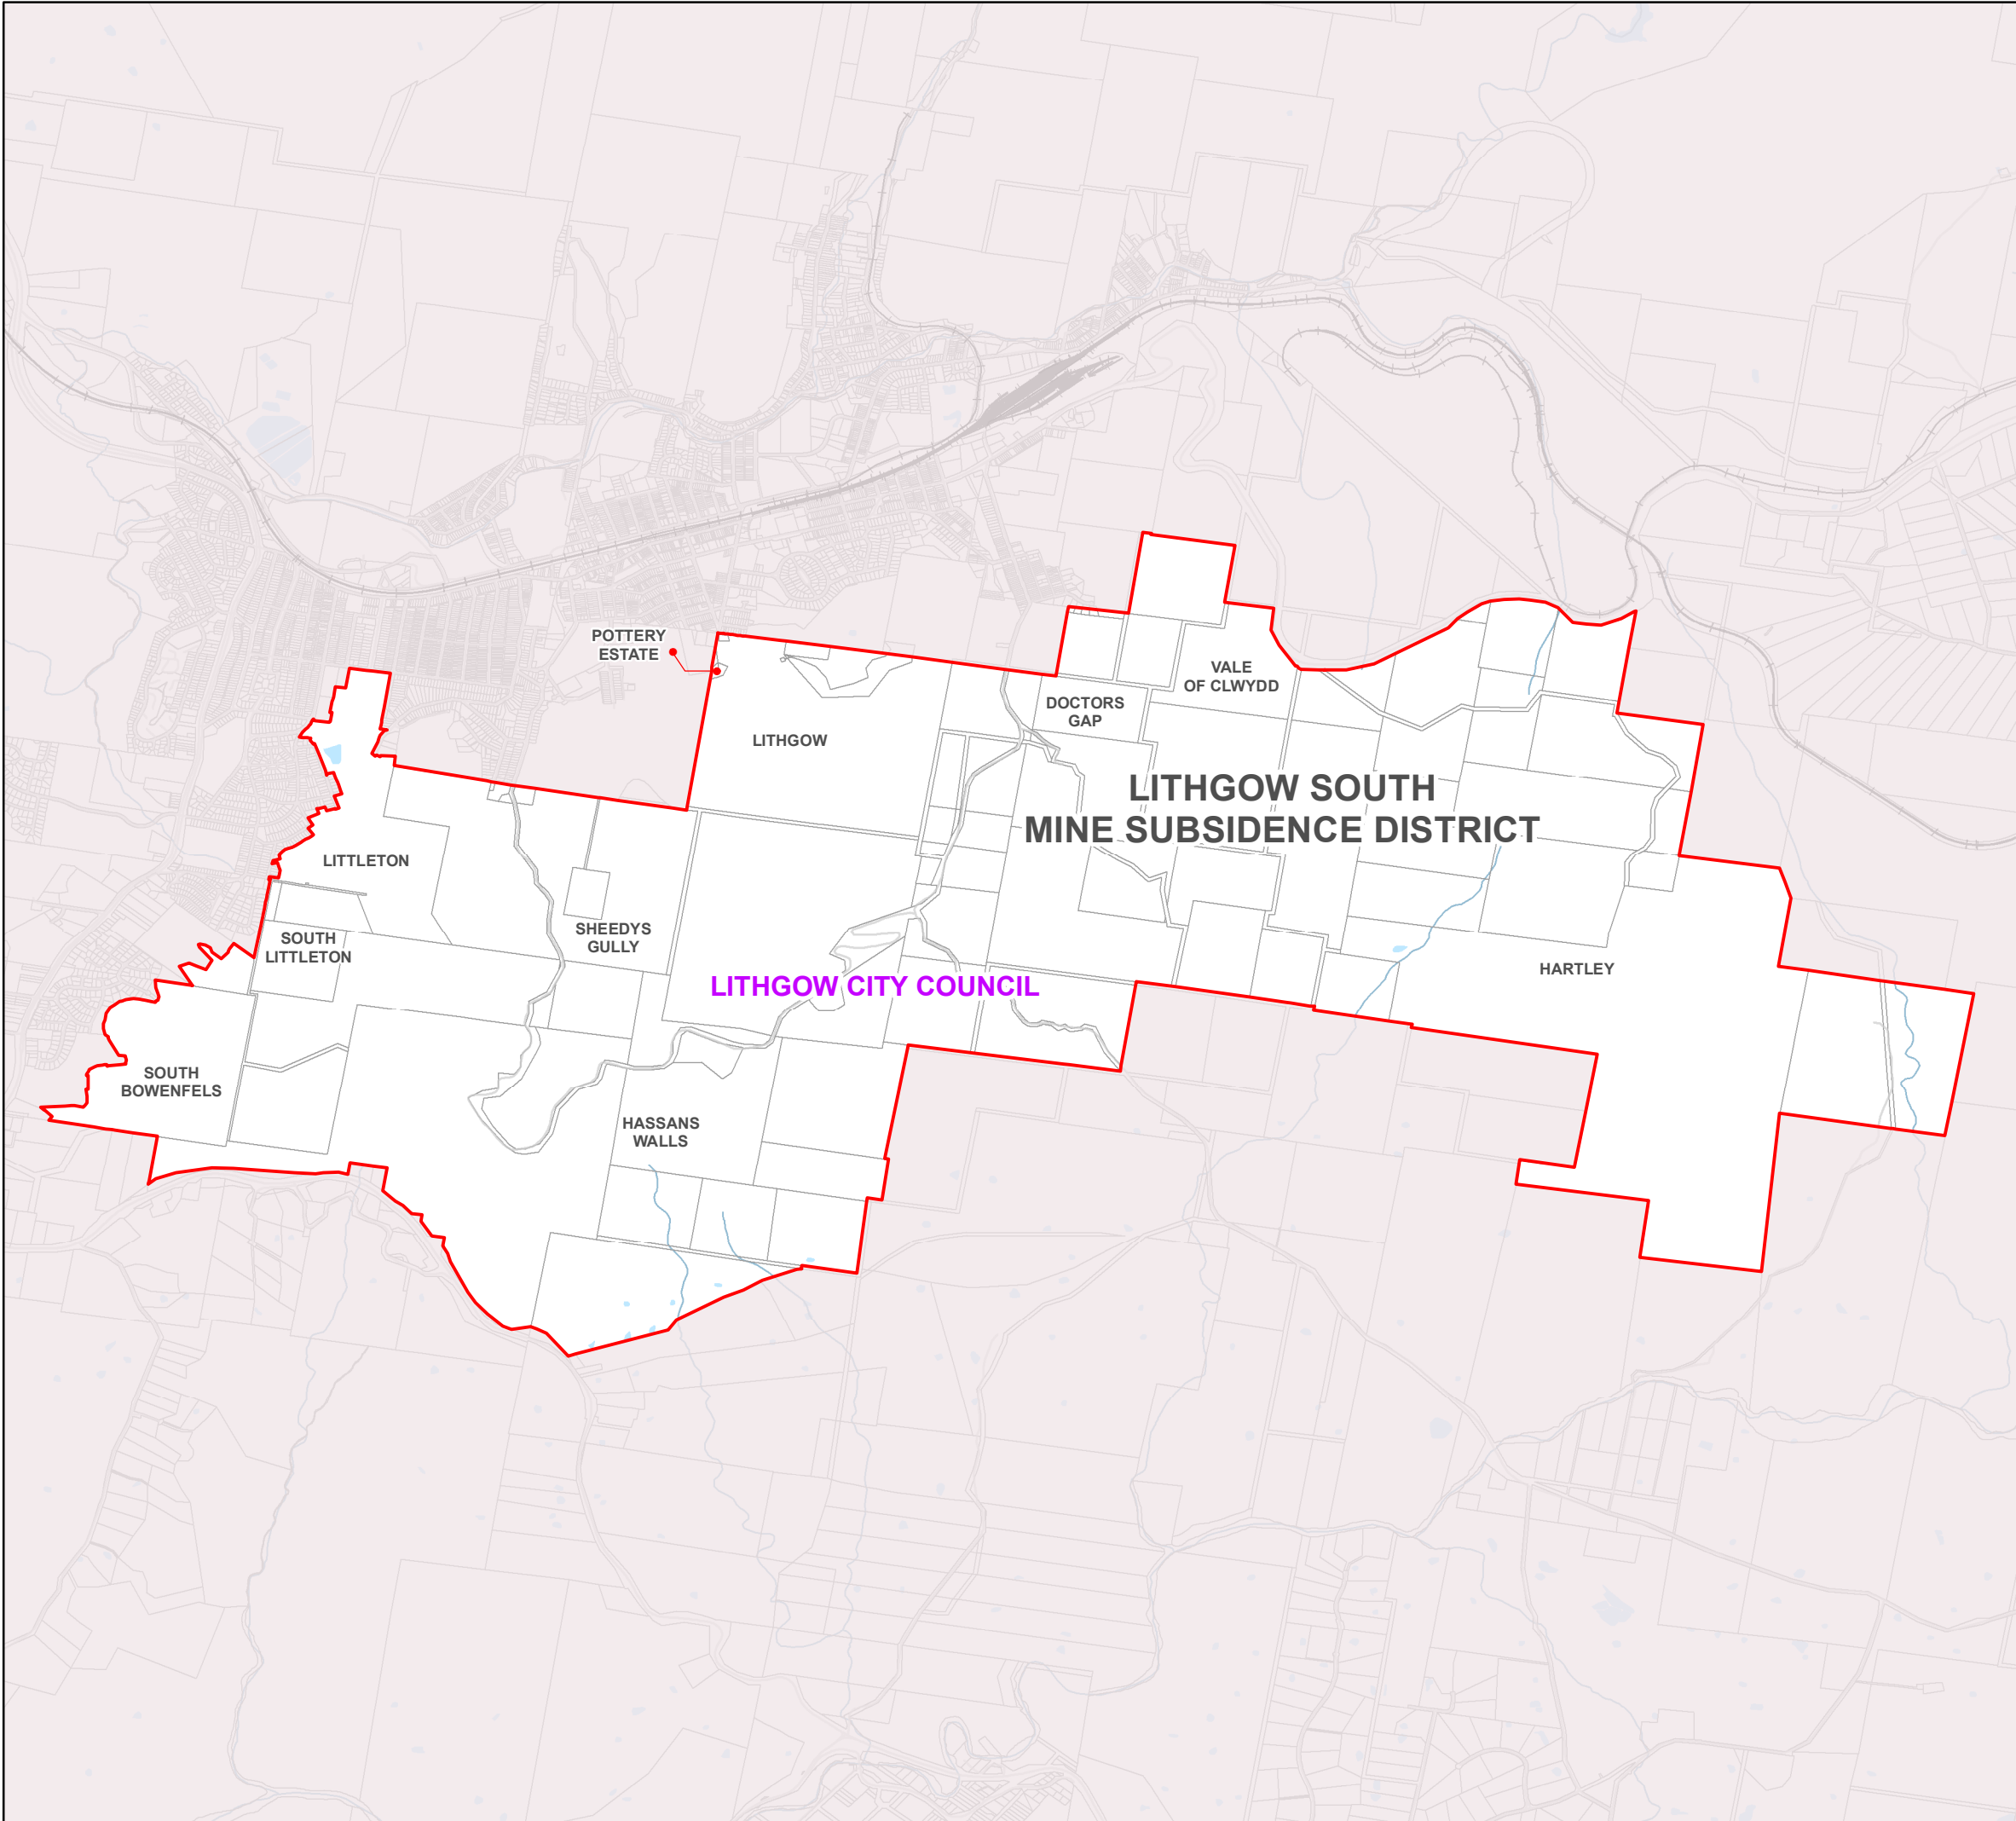 POTTERY
ESTATE
VALE
OF CLWYDD
DOCTORS
GAP
LITHGOW
LITHGOW SOUTH
MINE SUBSIDENCE DISTRICT
LITTLETON
SHEEDYS
GULLY
SOUTH
LITTLETON
HARTLEY
LITHGOW CITY COUNCIL
SOUTH
BOWENFELS
HASSANS
WALLS